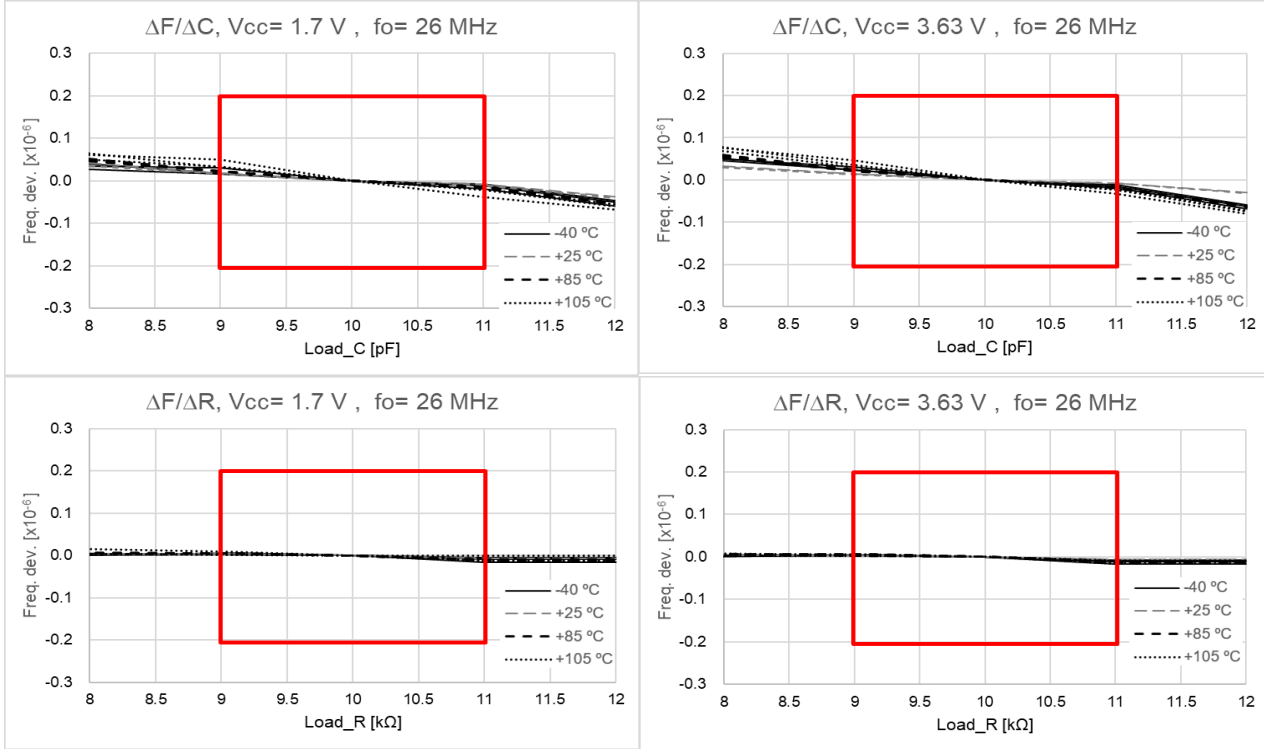 ΔF/ΔC, Vcc= 1.7 V , fo= 26 MHz
Freq. dev. [x10⁻⁶]
0.3
0.2
0.1
0.0
-0.1
-0.2
-0.3
8 8.5 9 9.5 10 10.5 11 11.5 12
Load_C [pF]
-40 ºC
+25 ºC
+85 ºC
+105 ºC
ΔF/ΔC, Vcc= 3.63 V , fo= 26 MHz
Freq. dev. [x10⁻⁶]
0.3
0.2
0.1
0.0
-0.1
-0.2
-0.3
8 8.5 9 9.5 10 10.5 11 11.5 12
Load_C [pF]
-40 ºC
+25 ºC
+85 ºC
+105 ºC
ΔF/ΔR, Vcc= 1.7 V , fo= 26 MHz
Freq. dev. [x10⁻⁶]
0.3
0.2
0.1
0.0
-0.1
-0.2
-0.3
8 8.5 9 9.5 10 10.5 11 11.5 12
Load_R [kΩ]
-40 ºC
+25 ºC
+85 ºC
+105 ºC
ΔF/ΔR, Vcc= 3.63 V , fo= 26 MHz
Freq. dev. [x10⁻⁶]
0.3
0.2
0.1
0.0
-0.1
-0.2
-0.3
8 8.5 9 9.5 10 10.5 11 11.5 12
Load_R [kΩ]
-40 ºC
+25 ºC
+85 ºC
+105 ºC